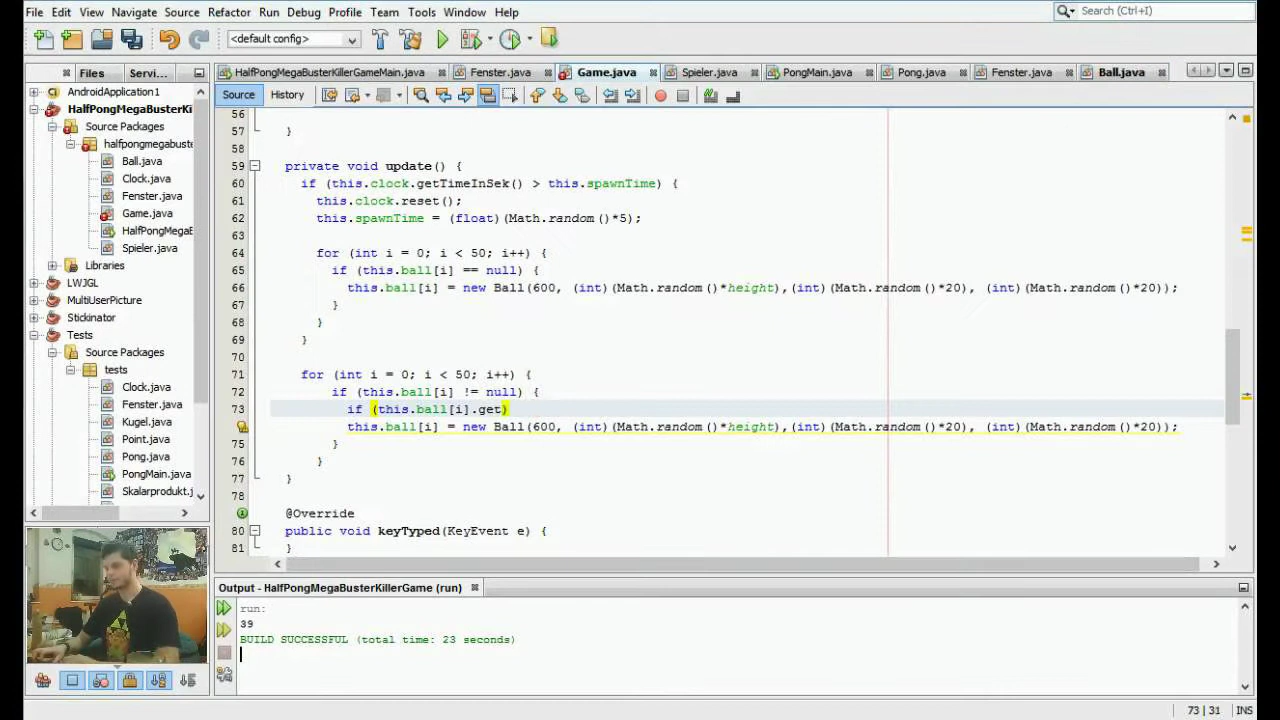 File Edit View Navigate Source Refactor Run Debug Profile Team Tools Window Help
Search (Ctrl+I)
<default config>
Files Servi...
HalfPongMegaBusterKillerGameMain.java Fenster.java Game.java Spieler.java PongMain.java Pong.java Fenster.java Ball.java
Source History
AndroidApplication1
HalfPongMegaBusterKi
Source Packages
halfpongmegabuste
Ball.java
Clock.java
Fenster.java
Game.java
HalfPongMegaB
Spieler.java
Libraries
LWJGL
MultiUserPicture
Stickinator
Tests
Source Packages
tests
Clock.java
Fenster.java
Kugel.java
Point.java
Pong.java
PongMain.java
Skalarprodukt.j
56
57 }
58
59 private void update() {
60 if (this.clock.getTimeInSek() > this.spawnTime) {
61 this.clock.reset();
62 this.spawnTime = (float)(Math.random()*5);
63
64 for (int i = 0; i < 50; i++) {
65 if (this.ball[i] == null) {
66 this.ball[i] = new Ball(600, (int)(Math.random()*height),(int)(Math.random()*20), (int)(Math.random()*20));
67 }
68 }
69 }
70
71 for (int i = 0; i < 50; i++) {
72 if (this.ball[i] != null) {
73 if (this.ball[i].get)
this.ball[i] = new Ball(600, (int)(Math.random()*height),(int)(Math.random()*20), (int)(Math.random()*20));
75 }
76 }
77 }
78
@Override
80 public void keyTyped(KeyEvent e) {
81 }
Output - HalfPongMegaBusterKillerGame (run)
run:
39
BUILD SUCCESSFUL (total time: 23 seconds)
73 | 31 INS